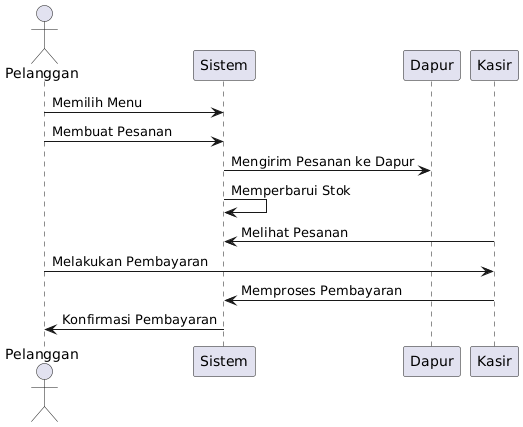 Pelanggan
Sistem
Dapur
Kasir
Memilih Menu
Membuat Pesanan
Mengirim Pesanan ke Dapur
Memperbarui Stok
Melihat Pesanan
Melakukan Pembayaran
Memproses Pembayaran
Konfirmasi Pembayaran
Pelanggan
Sistem
Dapur
Kasir